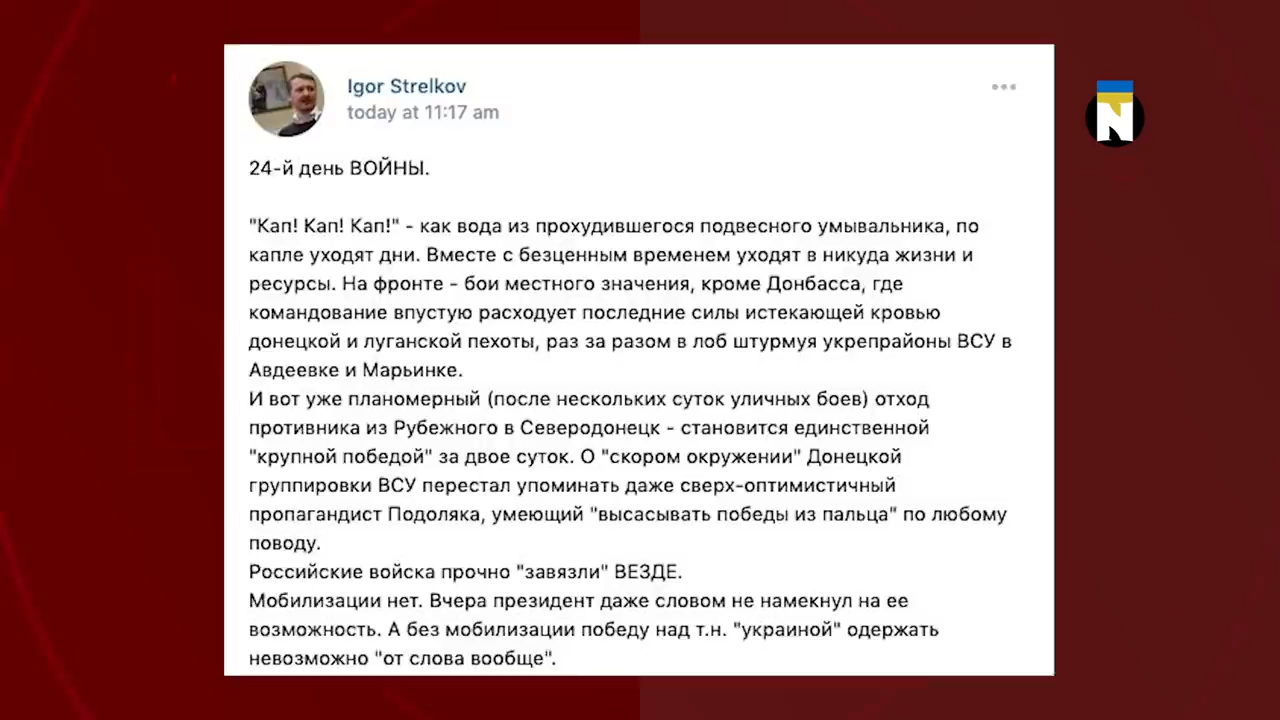 Igor Strelkov
today at 11:17 am
24-й день ВОЙНЫ.
"Кап! Кап! Кап!" - как вода из прохудившегося подвесного умывальника, по
капле уходят дни. Вместе с безценным временем уходят в никуда жизни и
ресурсы. На фронте - бои местного значения, кроме Донбасса, где
командование впустую расходует последние силы истекающей кровью
донецкой и луганской пехоты, раз за разом в лоб штурмуя укрепрайоны ВСУ в
Авдеевке и Марьинке.
И вот уже планомерный (после нескольких суток уличных боев) отход
противника из Рубежного в Северодонецк - становится единственной
"крупной победой" за двое суток. О "скором окружении" Донецкой
группировки ВСУ перестал упоминать даже сверх-оптимистичный
пропагандист Подоляка, умеющий "высасывать победы из пальца" по любому
поводу.
Российские войска прочно "завязли" ВЕЗДЕ.
Мобилизации нет. Вчера президент даже словом не намекнул на ее
возможность. А без мобилизации победу над т.н. "украиной" одержать
невозможно "от слова вообще".
N